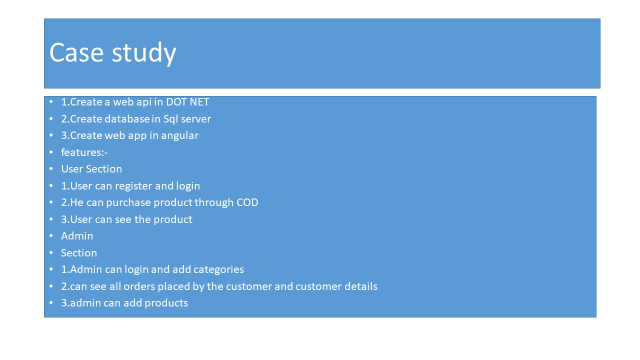 Case study
• 1.Create a web api in DOT NET
• 2.Create database in Sql server
• 3.Create web app in angular
• features:-
• User Section
• 1.User can register and login
• 2.He can purchase product through COD
• 3.User can see the product
• Admin
• Section
• 1.Admin can login and add categories
• 2.can see all orders placed by the customer and customer details
• 3.admin can add products